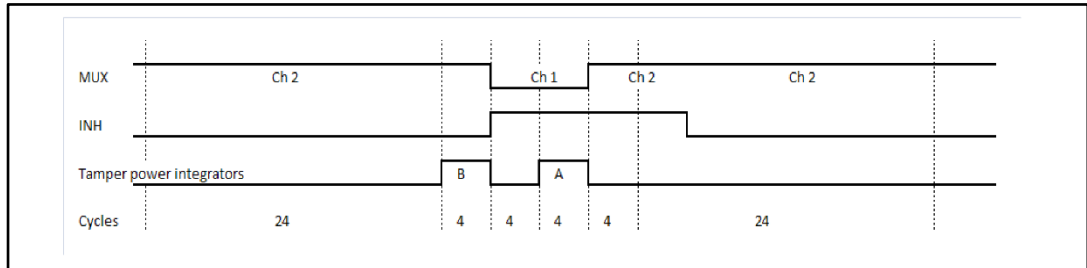 MUX Ch 2 Ch 1 Ch 2 Ch 2
INH
Tamper power integrators B A
Cycles 24 4 4 4 4 24